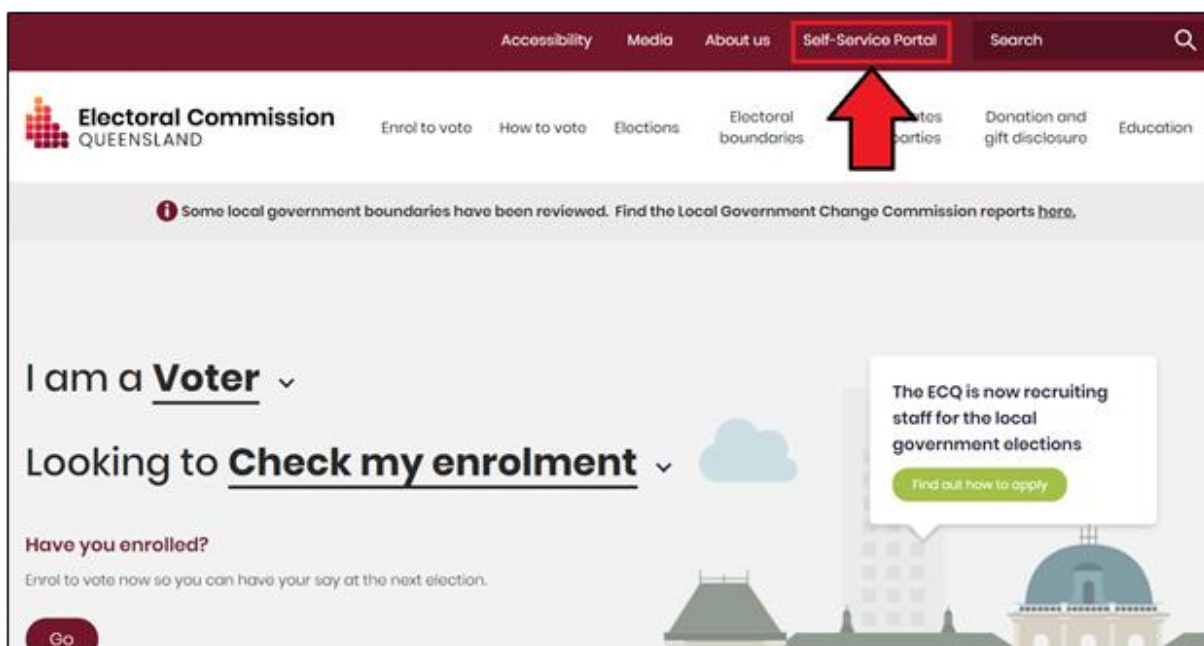 Accessibility Media About us Self-Service Portal Search
Electoral Commission
QUEENSLAND
Enrol to vote How to vote Elections
Electoral
boundaries
parties
Donation and
gift disclosure
Education
Some local government boundaries have been reviewed. Find the Local Government Change Commission reports here.
I am a Voter
Looking to Check my enrolment
Have you enrolled?
Enrol to vote now so you can have your say at the next election.
Go
The ECQ is now recruiting
staff for the local
government elections
Find out how to apply